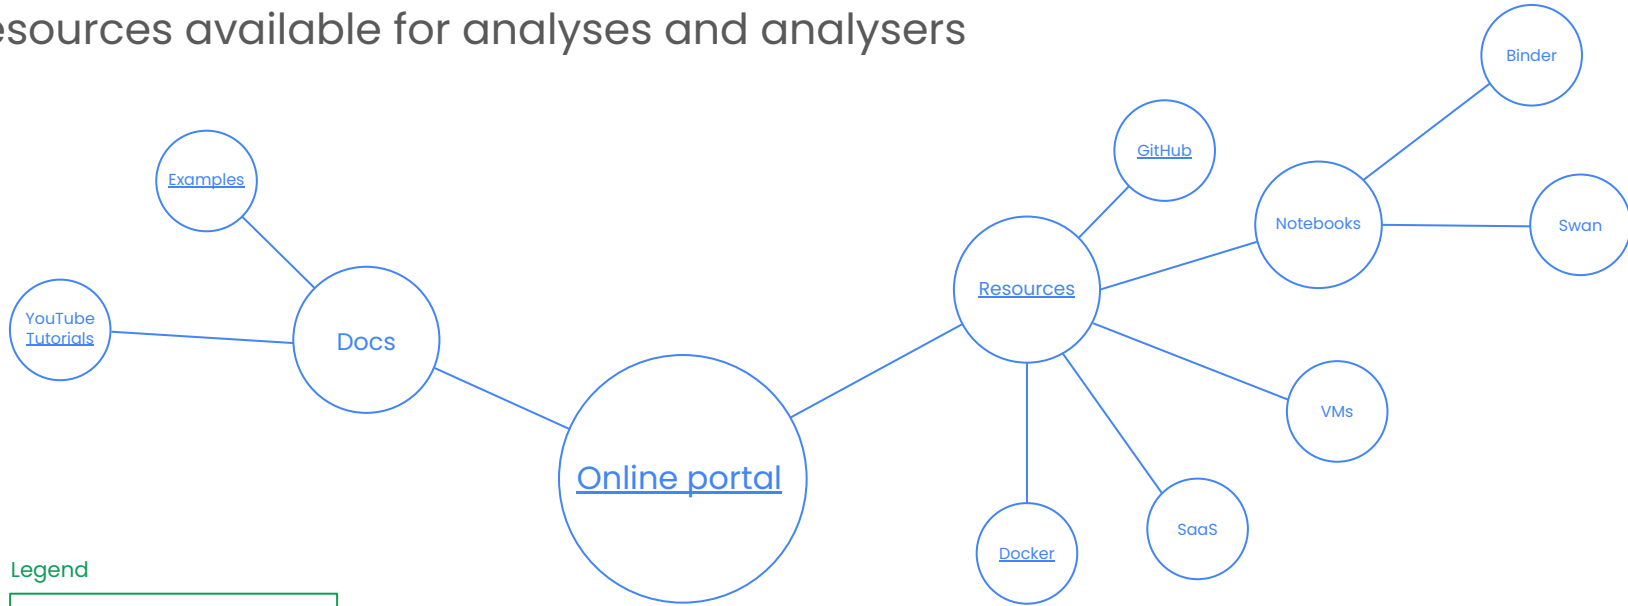 esources available for analyses and analysers
Binder
GitHub
Examples
Notebooks
Swan
Resources
YouTube
Tutorials
Docs
VMs
Online portal
SaaS
Docker
Legend